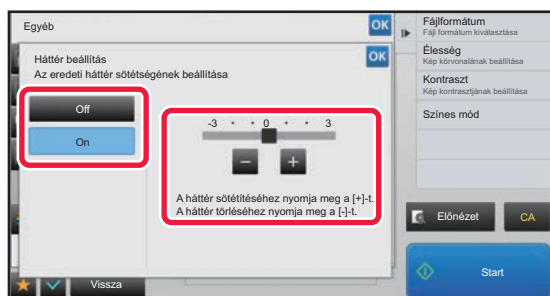 Egyéb
OK
Háttér beállítás
OK
Az eredeti háttér sötétségének beállítása
Off
On
-3 0 3
A háttér sötétítéséhez nyomja meg a [+]-t.
A háttér törléséhez nyomja meg a [-]-t.
Vissza
Fájlformátum
Fájl formátum kiválasztása
Élesség
Kép körvonalának beállítása
Kontraszt
Kép kontrasztjának beállítása
Színes mód
Előnézet
CA
Start